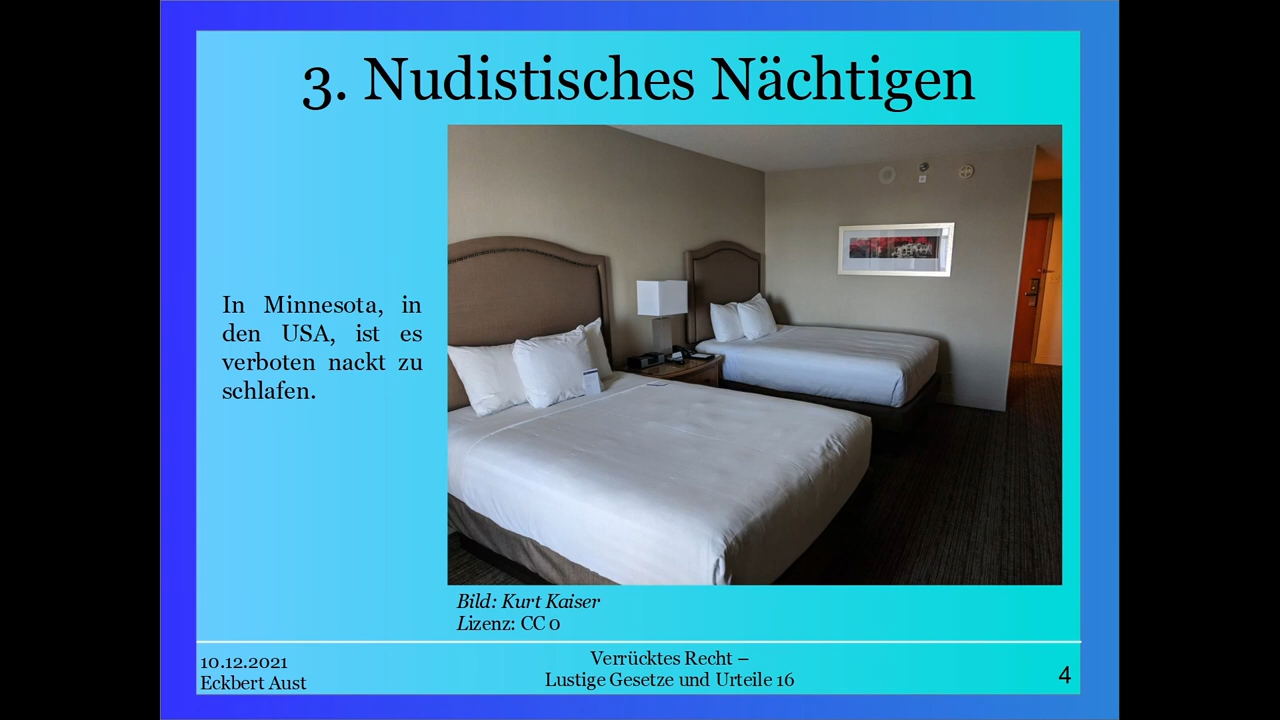 3. Nudistisches Nächtigen
In Minnesota, in
den USA, ist es
verboten nackt zu
schlafen.
Bild: Kurt Kaiser
Lizenz: CC 0
10.12.2021
Eckbert Aust
Verrücktes Recht –
Lustige Gesetze und Urteile 16
4